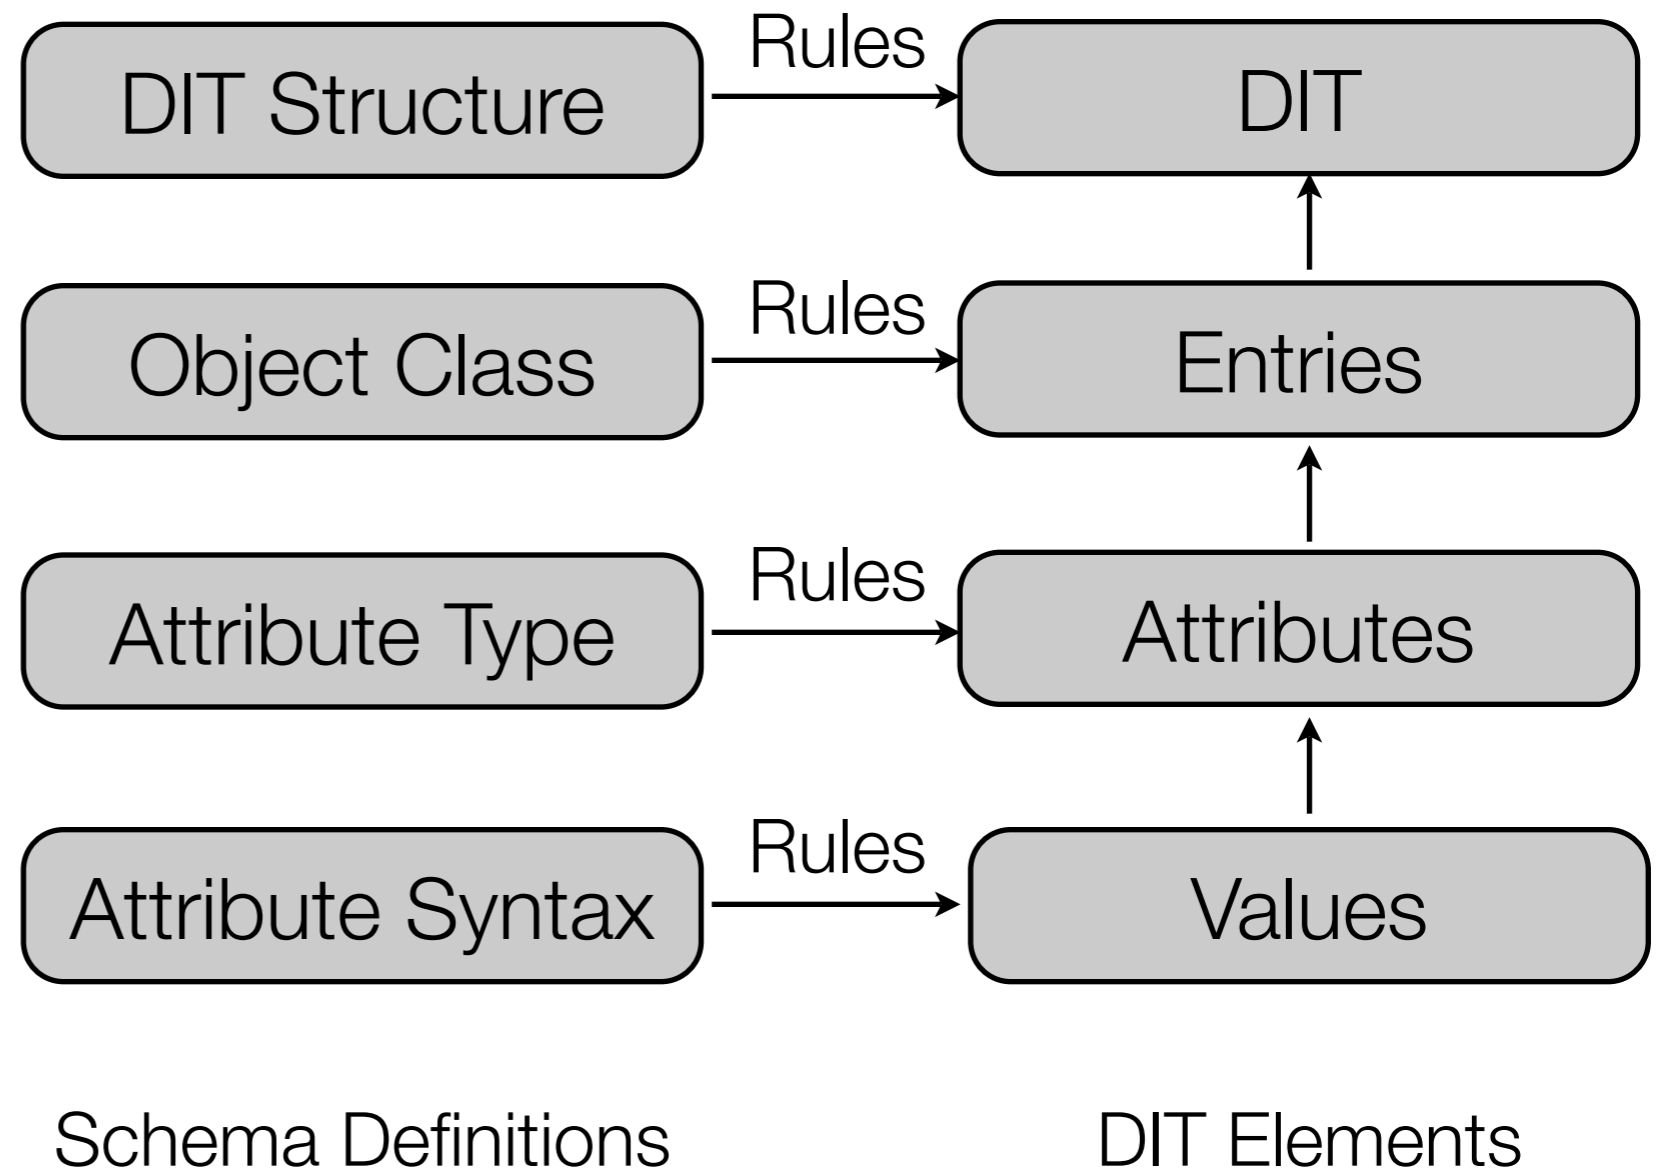 DIT Structure
Rules
DIT
Object Class
Rules
Entries
Attribute Type
Rules
Attributes
Attribute Syntax
Rules
Values
Schema Definitions
DIT Elements